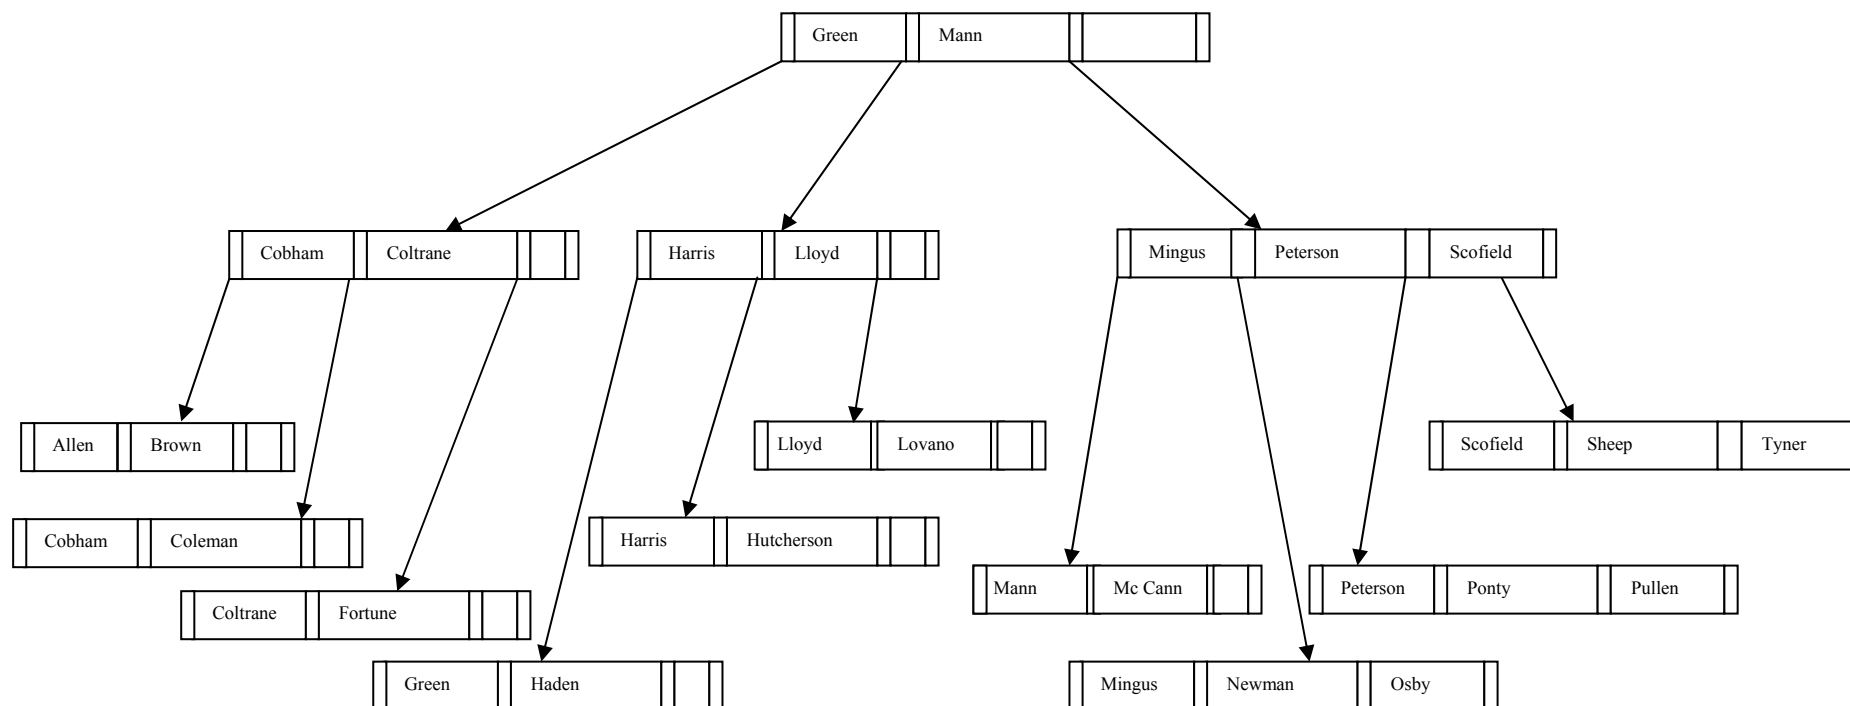 Green Mann
Cobham Coltrane
Harris Lloyd
Mingus Peterson Scofield
Allen Brown
Lloyd Lovano
Scofield Sheep Tyner
Cobham Coleman
Harris Hutcherson
Mann Mc Cann
Peterson Ponty Pullen
Coltrane Fortune
Green Haden
Mingus Newman Osby